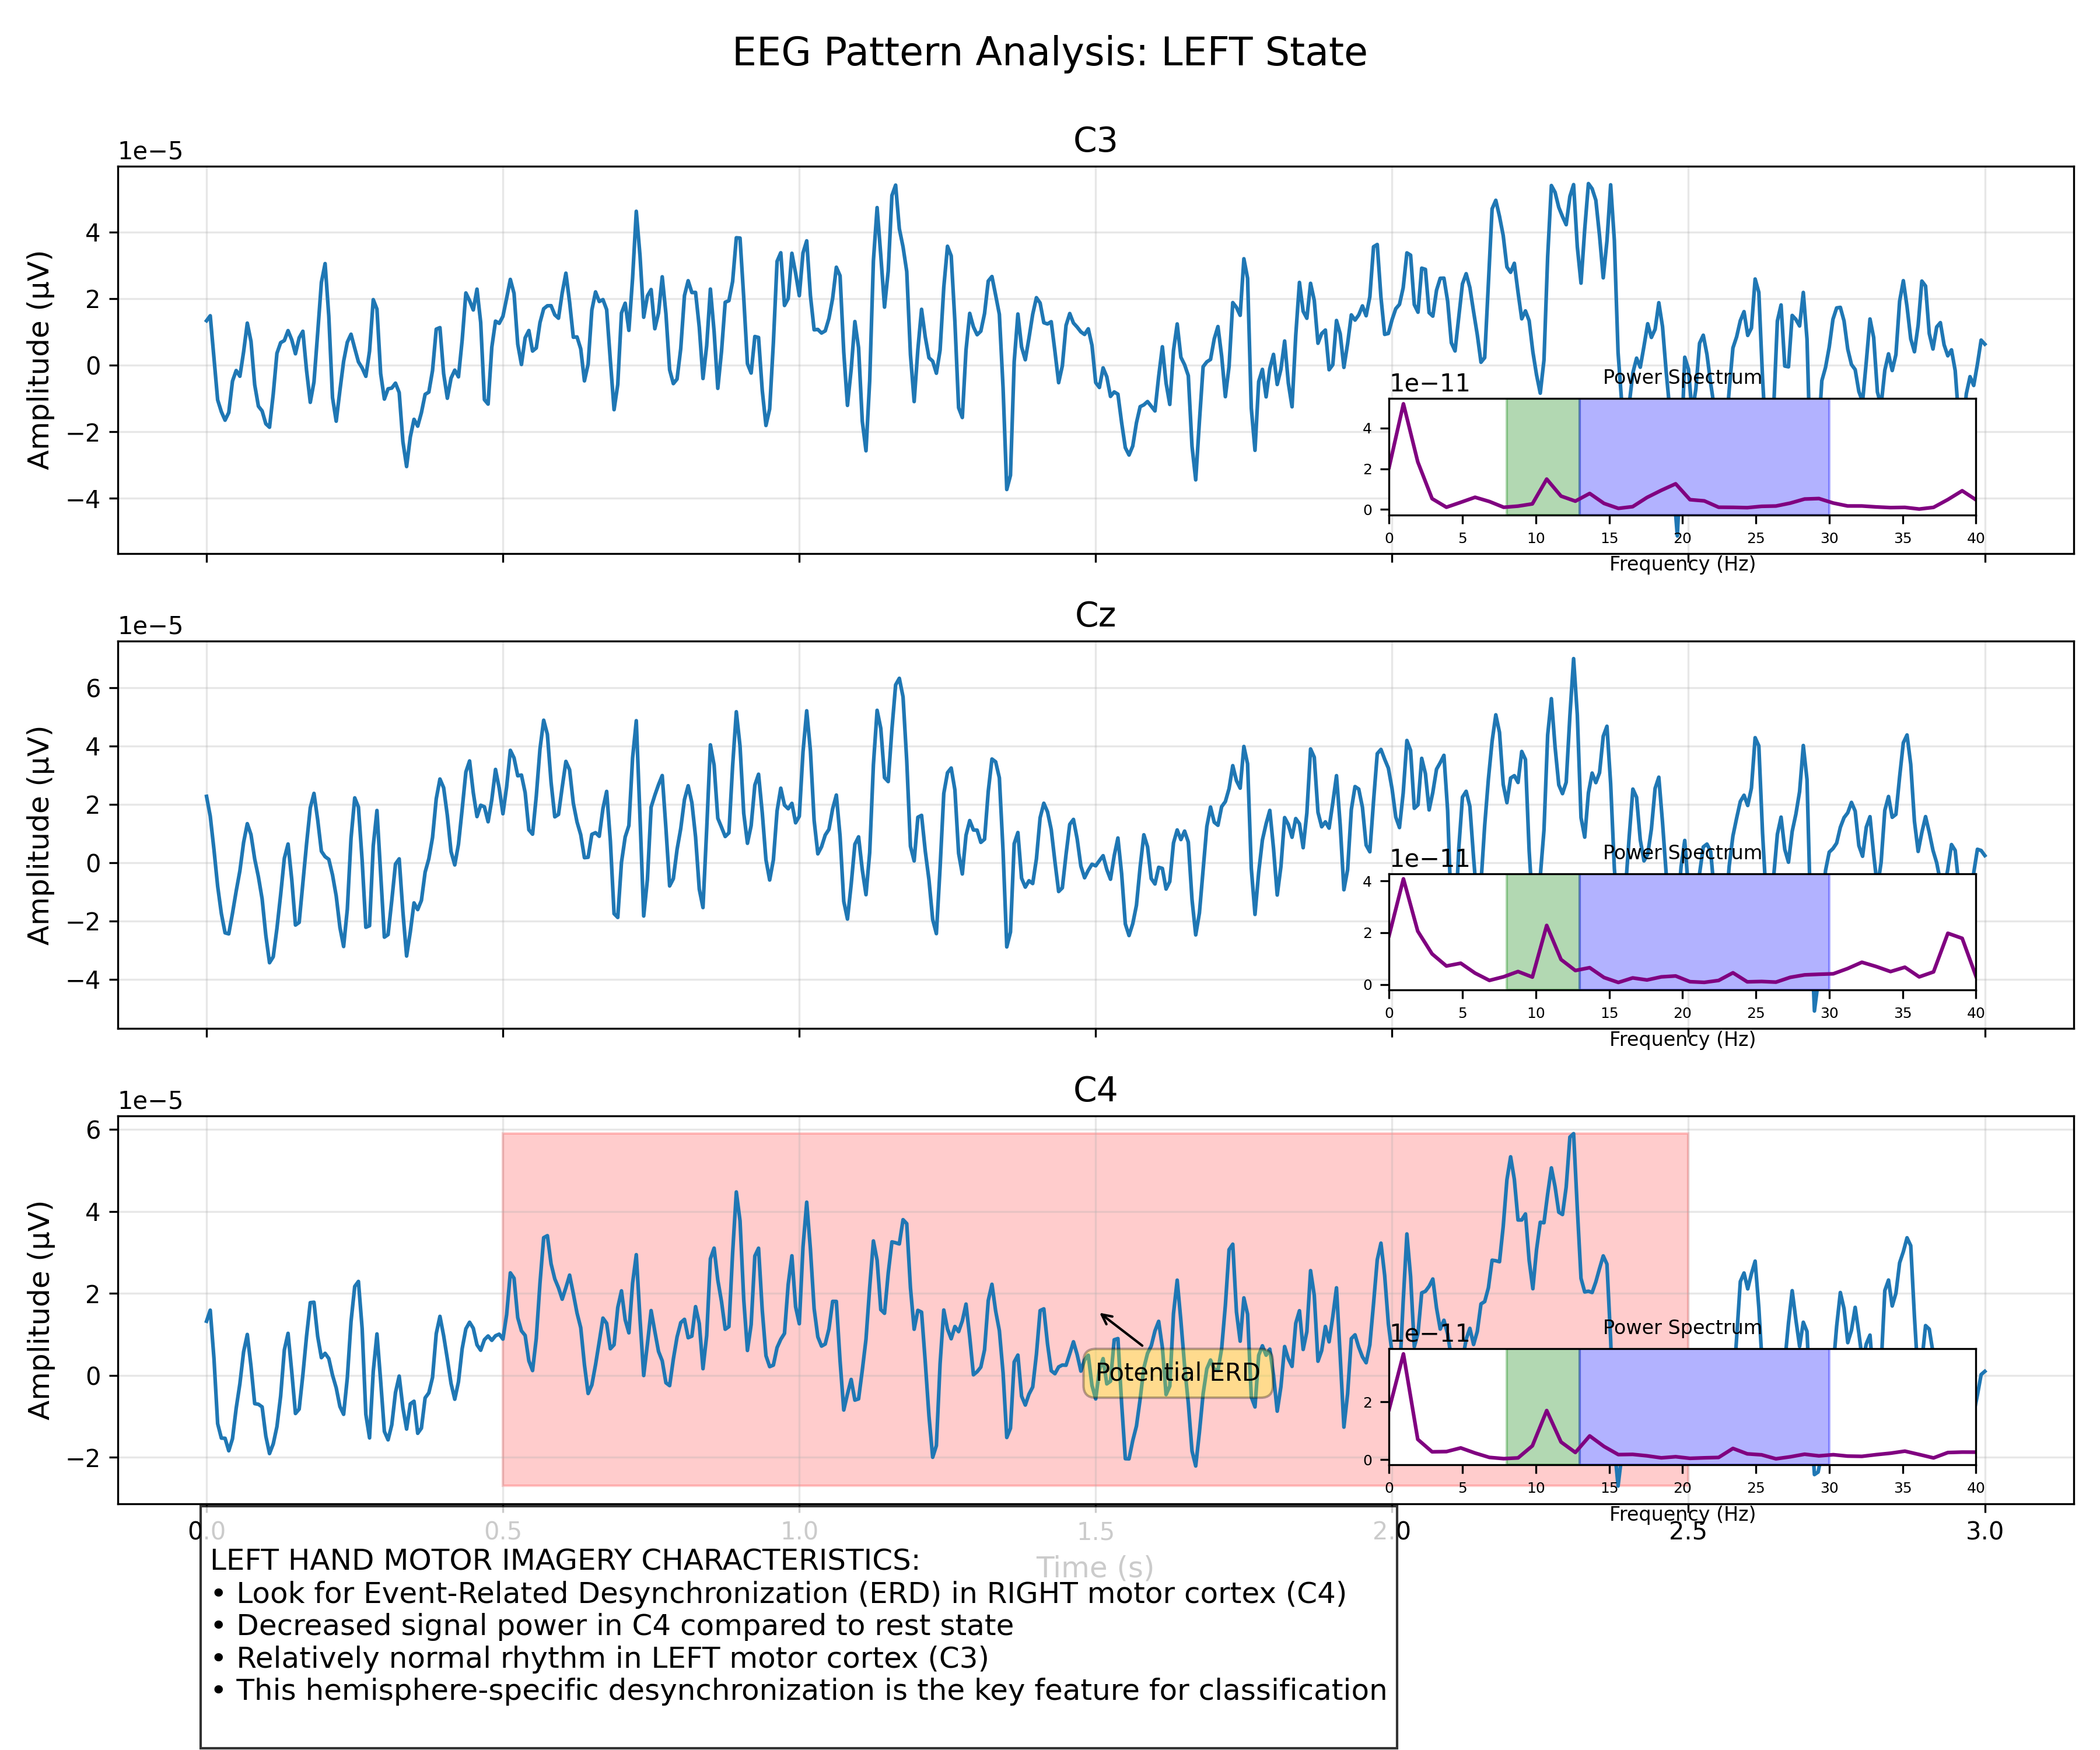 EEG Pattern Analysis: LEFT State
C3
1e−5
Amplitude (μV)
4
2
0
−2
−4
1e−11
Power Spectrum
4
2
0
0 5 10 15 20 25 30 35 40
Frequency (Hz)
Cz
1e−5
Amplitude (μV)
6
4
2
0
−2
−4
1e−11
Power Spectrum
4
2
0
0 5 10 15 20 25 30 35 40
Frequency (Hz)
C4
1e−5
Amplitude (μV)
6
4
2
0
−2
Potential ERD
1e−11
Power Spectrum
2
0
0 5 10 15 20 25 30 35 40
Frequency (Hz)
0.0 0.5 1.0 1.5 2.0 2.5 3.0
Time (s)
LEFT HAND MOTOR IMAGERY CHARACTERISTICS:
• Look for Event-Related Desynchronization (ERD) in RIGHT motor cortex (C4)
• Decreased signal power in C4 compared to rest state
• Relatively normal rhythm in LEFT motor cortex (C3)
• This hemisphere-specific desynchronization is the key feature for classification